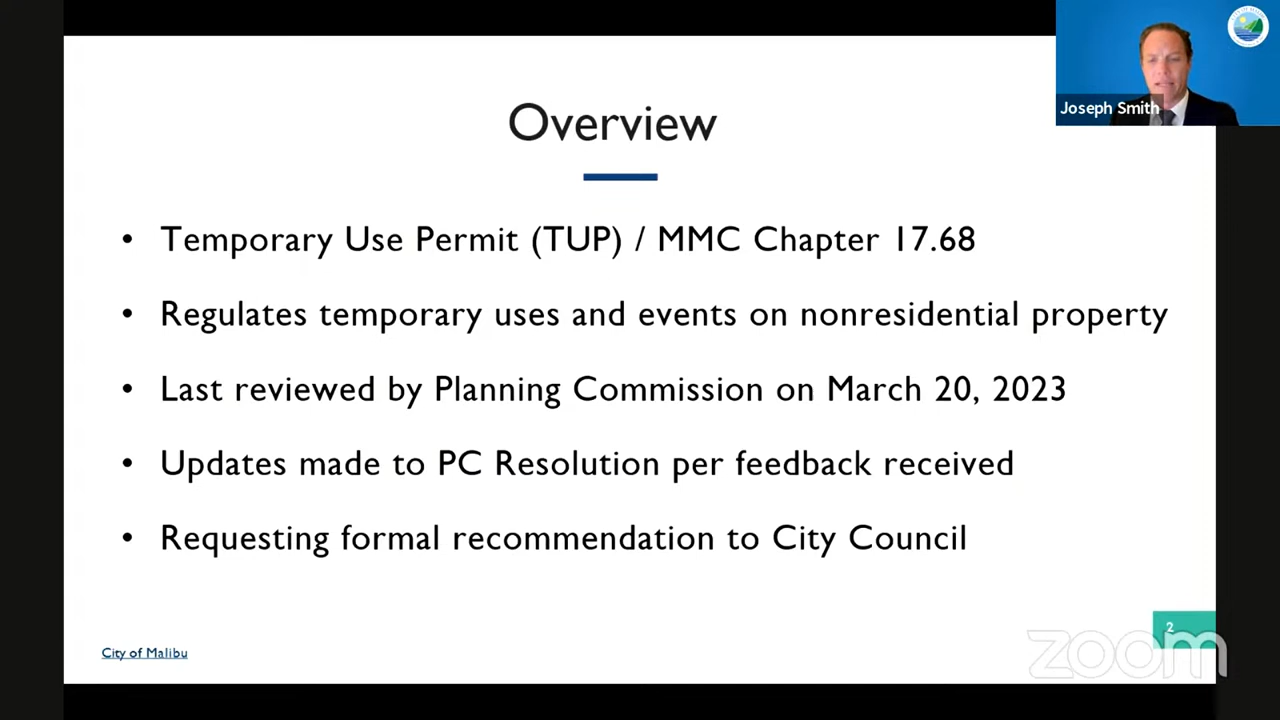 Joseph Smith
Overview
• Temporary Use Permit (TUP) / MMC Chapter 17.68
• Regulates temporary uses and events on nonresidential property
• Last reviewed by Planning Commission on March 20, 2023
• Updates made to PC Resolution per feedback received
• Requesting formal recommendation to City Council
2
City of Malibu
zoom